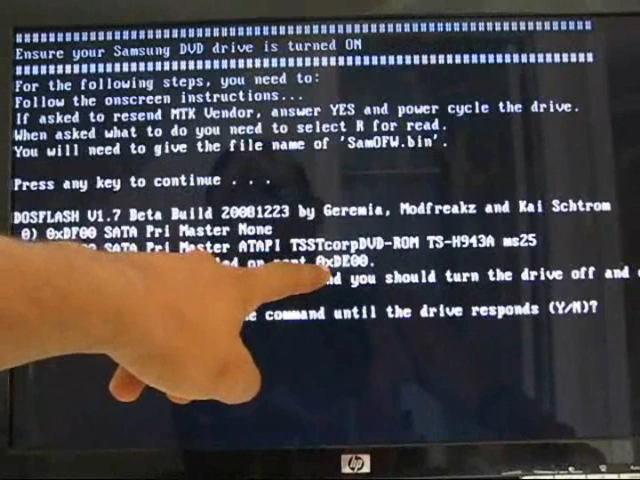 Ensure your Samsung DVD drive is turned ON
For the following steps, you need to:
Follow the onscreen instructions...
If asked to resend MTK Vendor, answer YES and power cycle the drive.
When asked what to do you need to select R for read.
You will need to give the file name of 'SamOFW.bin'.
Press any key to continue . . .
DOSFLASH V1.7 Beta Build 20081223 by Geremia, Modfreakz and Kai Schtrom
0) 0xDF00 SATA Pri Master None
00 SATA Pri Master ATAPI TSSTcorpDVD-ROM TS-H943A ms25
on port 0xDE00.
you should turn the drive off and
command until the drive responds (Y/N)?
hp